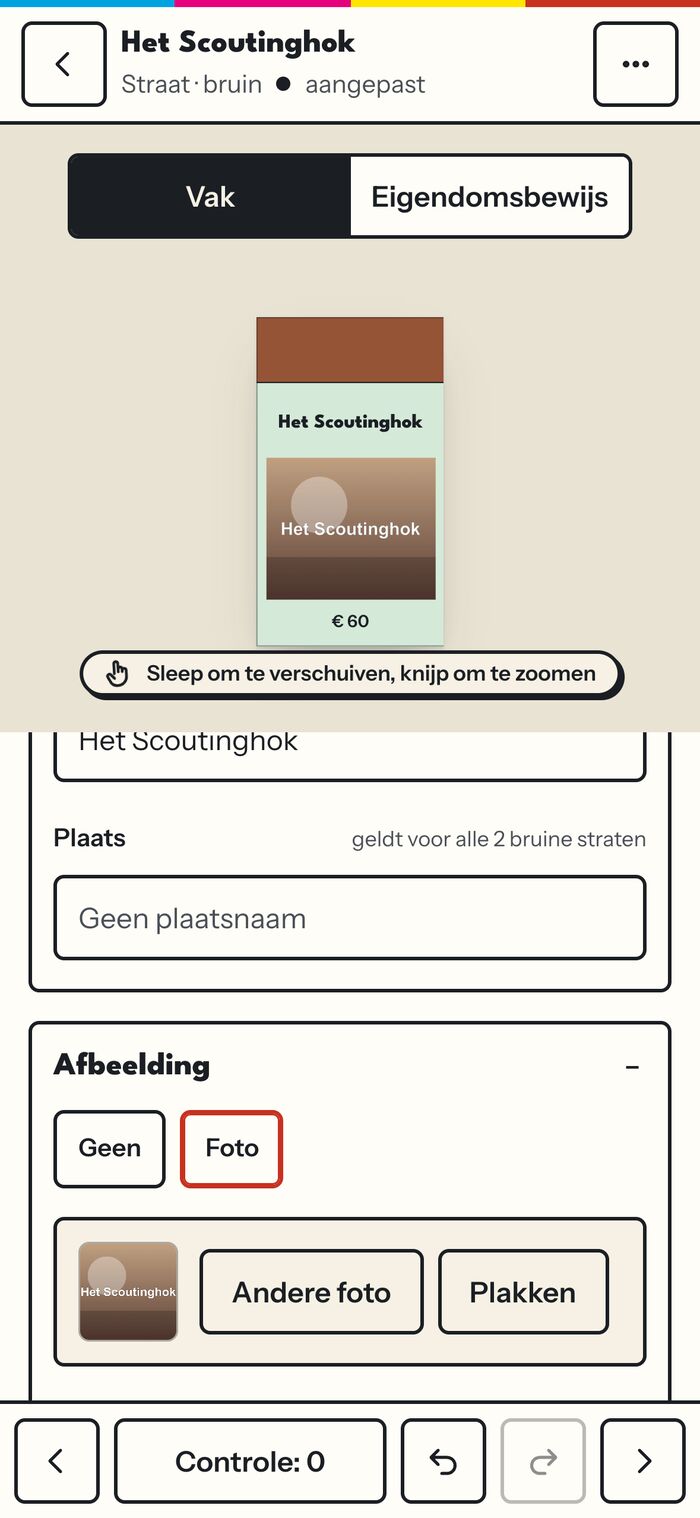 Het Scoutinghok
Straat · bruin ● aangepast
Vak
Eigendomsbewijs
Het Scoutinghok
Het Scoutinghok
€ 60
Sleep om te verschuiven, knijp om te zoomen
Het Scoutinghok
Plaats
geldt voor alle 2 bruine straten
Geen plaatsnaam
Afbeelding
Geen
Foto
Het Scoutinghok
Andere foto
Plakken
Controle: 0